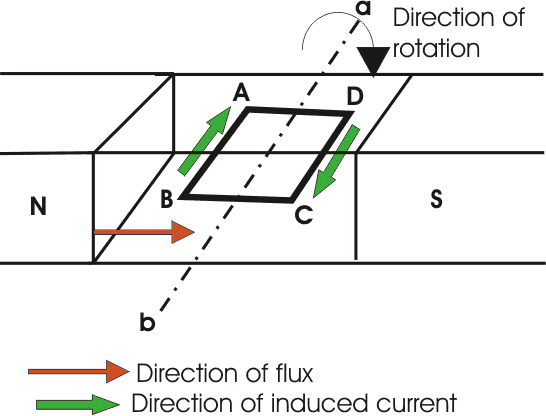 a
Direction of
rotation
A
D
N
B
C
S
b
Direction of flux
Direction of induced current